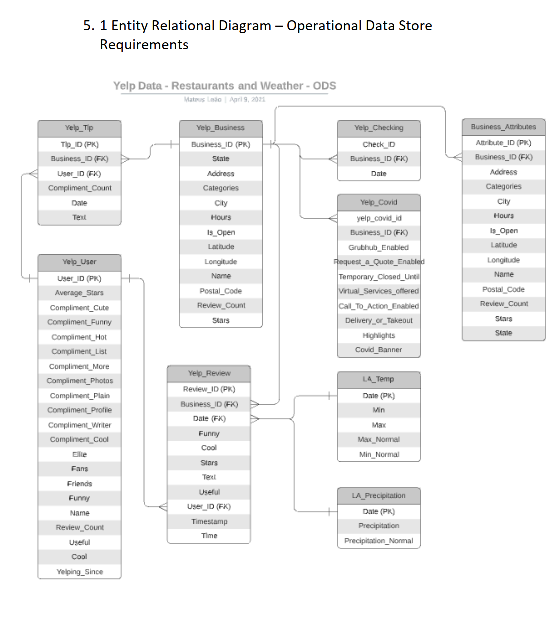 5. 1 Entity Relational Diagram – Operational Data Store
Requirements
Yelp Data - Restaurants and Weather - ODS
Mateus Leão | April 9, 2021
Yelp_Tip
Tip_ID (PK)
Business_ID (FK)
User_ID (FK)
Compliment_Count
Date
Text
Yelp_Business
Business_ID (PK)
State
Address
Categories
City
Hours
Is_Open
Latitude
Longitude
Name
Postal_Code
Review_Count
Stars
Yelp_Checking
Check_ID
Business_ID (FK)
Date
Business_Attributes
Attribute_ID (PK)
Business_ID (FK)
Address
Categories
City
Hours
Is_Open
Latitude
Longitude
Name
Postal_Code
Review_Count
Stars
State
Yelp_Covid
yelp_covid_id
Business_ID (FK)
Grubhub_Enabled
Request_a_Quote_Enabled
Temporary_Closed_Until
Virtual_Services_offered
Call_To_Action_Enabled
Delivery_or_Takeout
Highlights
Covid_Banner
Yelp_User
User_ID (PK)
Average_Stars
Compliment_Cute
Compliment_Funny
Compliment_Hot
Compliment_List
Compliment_More
Compliment_Photos
Compliment_Plain
Compliment_Profile
Compliment_Writer
Compliment_Cool
Elite
Fans
Friends
Funny
Name
Review_Count
Useful
Cool
Yelping_Since
Yelp_Review
Review_ID (PK)
Business_ID (FK)
Date (FK)
Funny
Cool
Stars
Text
Useful
User_ID (FK)
Timestamp
Time
LA_Temp
Date (PK)
Min
Max
Max_Normal
Min_Normal
LA_Precipitation
Date (PK)
Precipitation
Precipitation_Normal